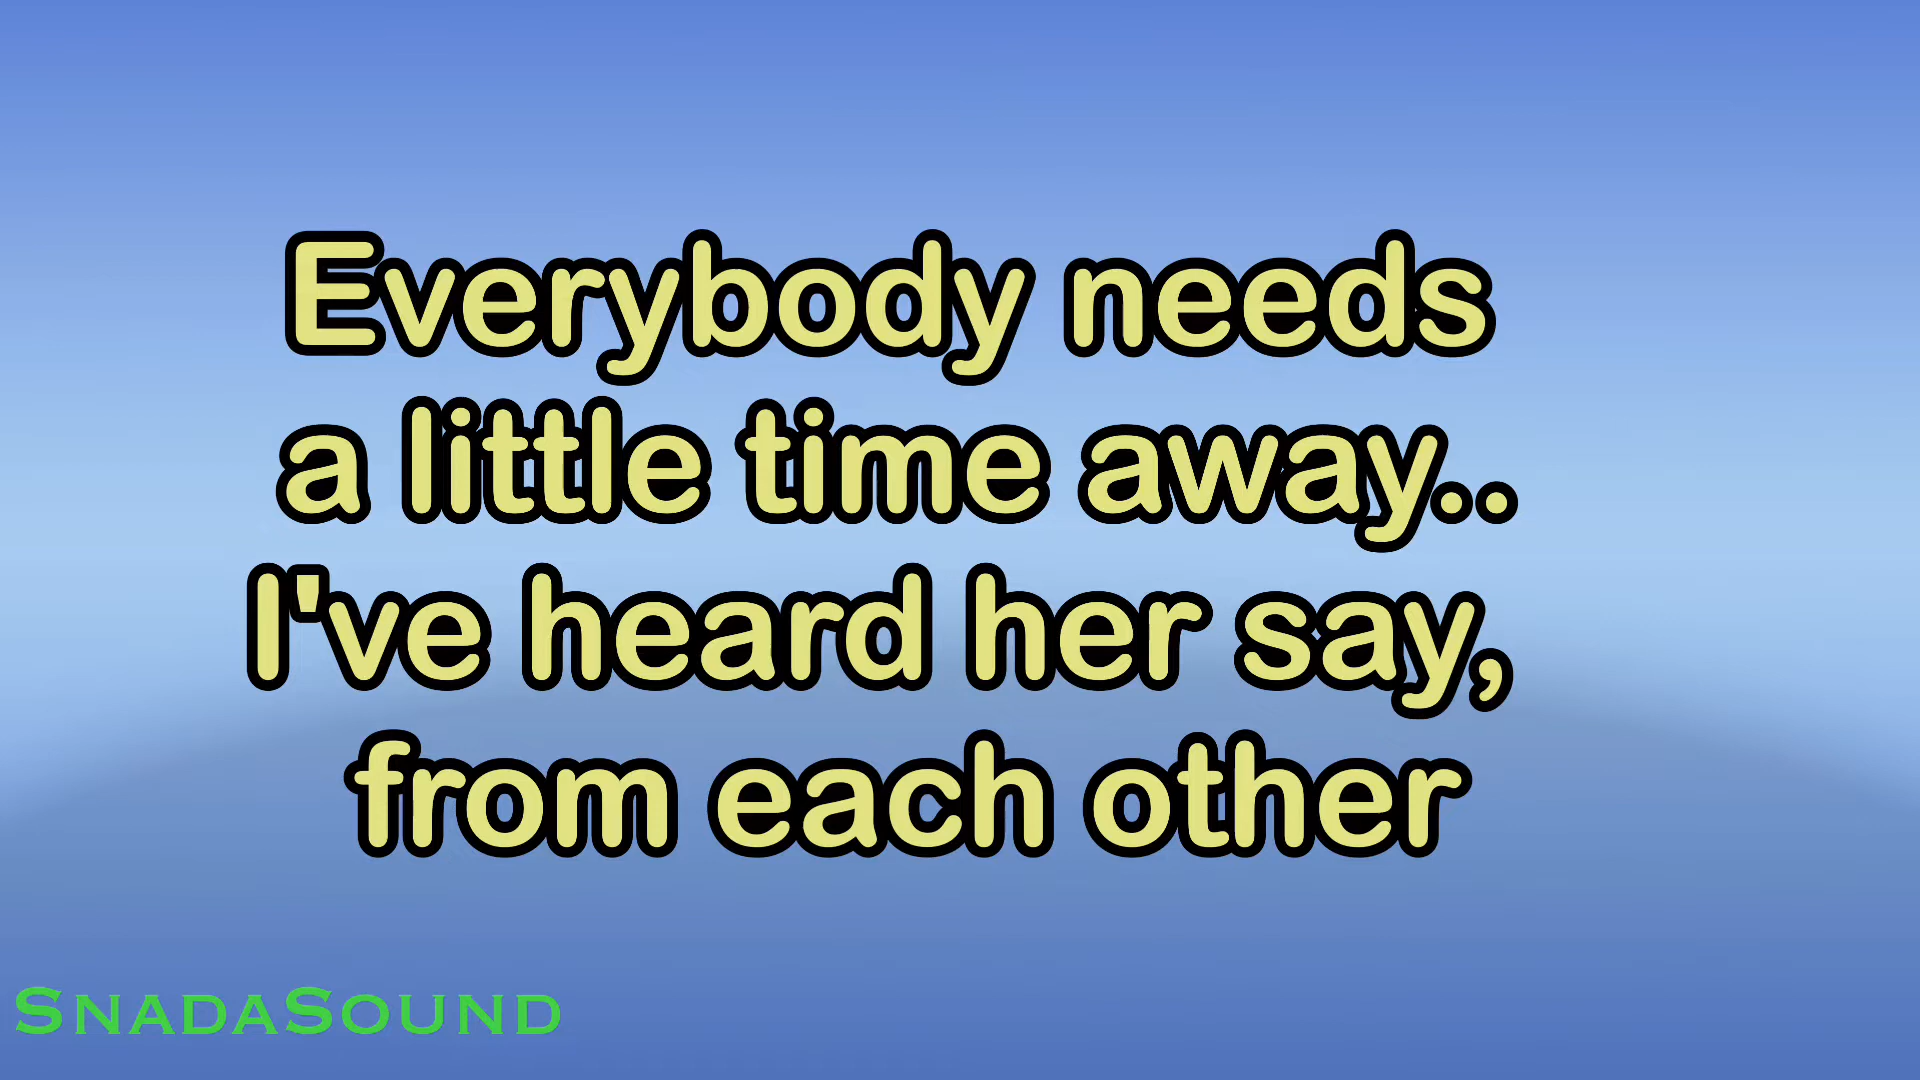 Everybody needs
a little time away..
I've heard her say,
from each other
SnadaSound